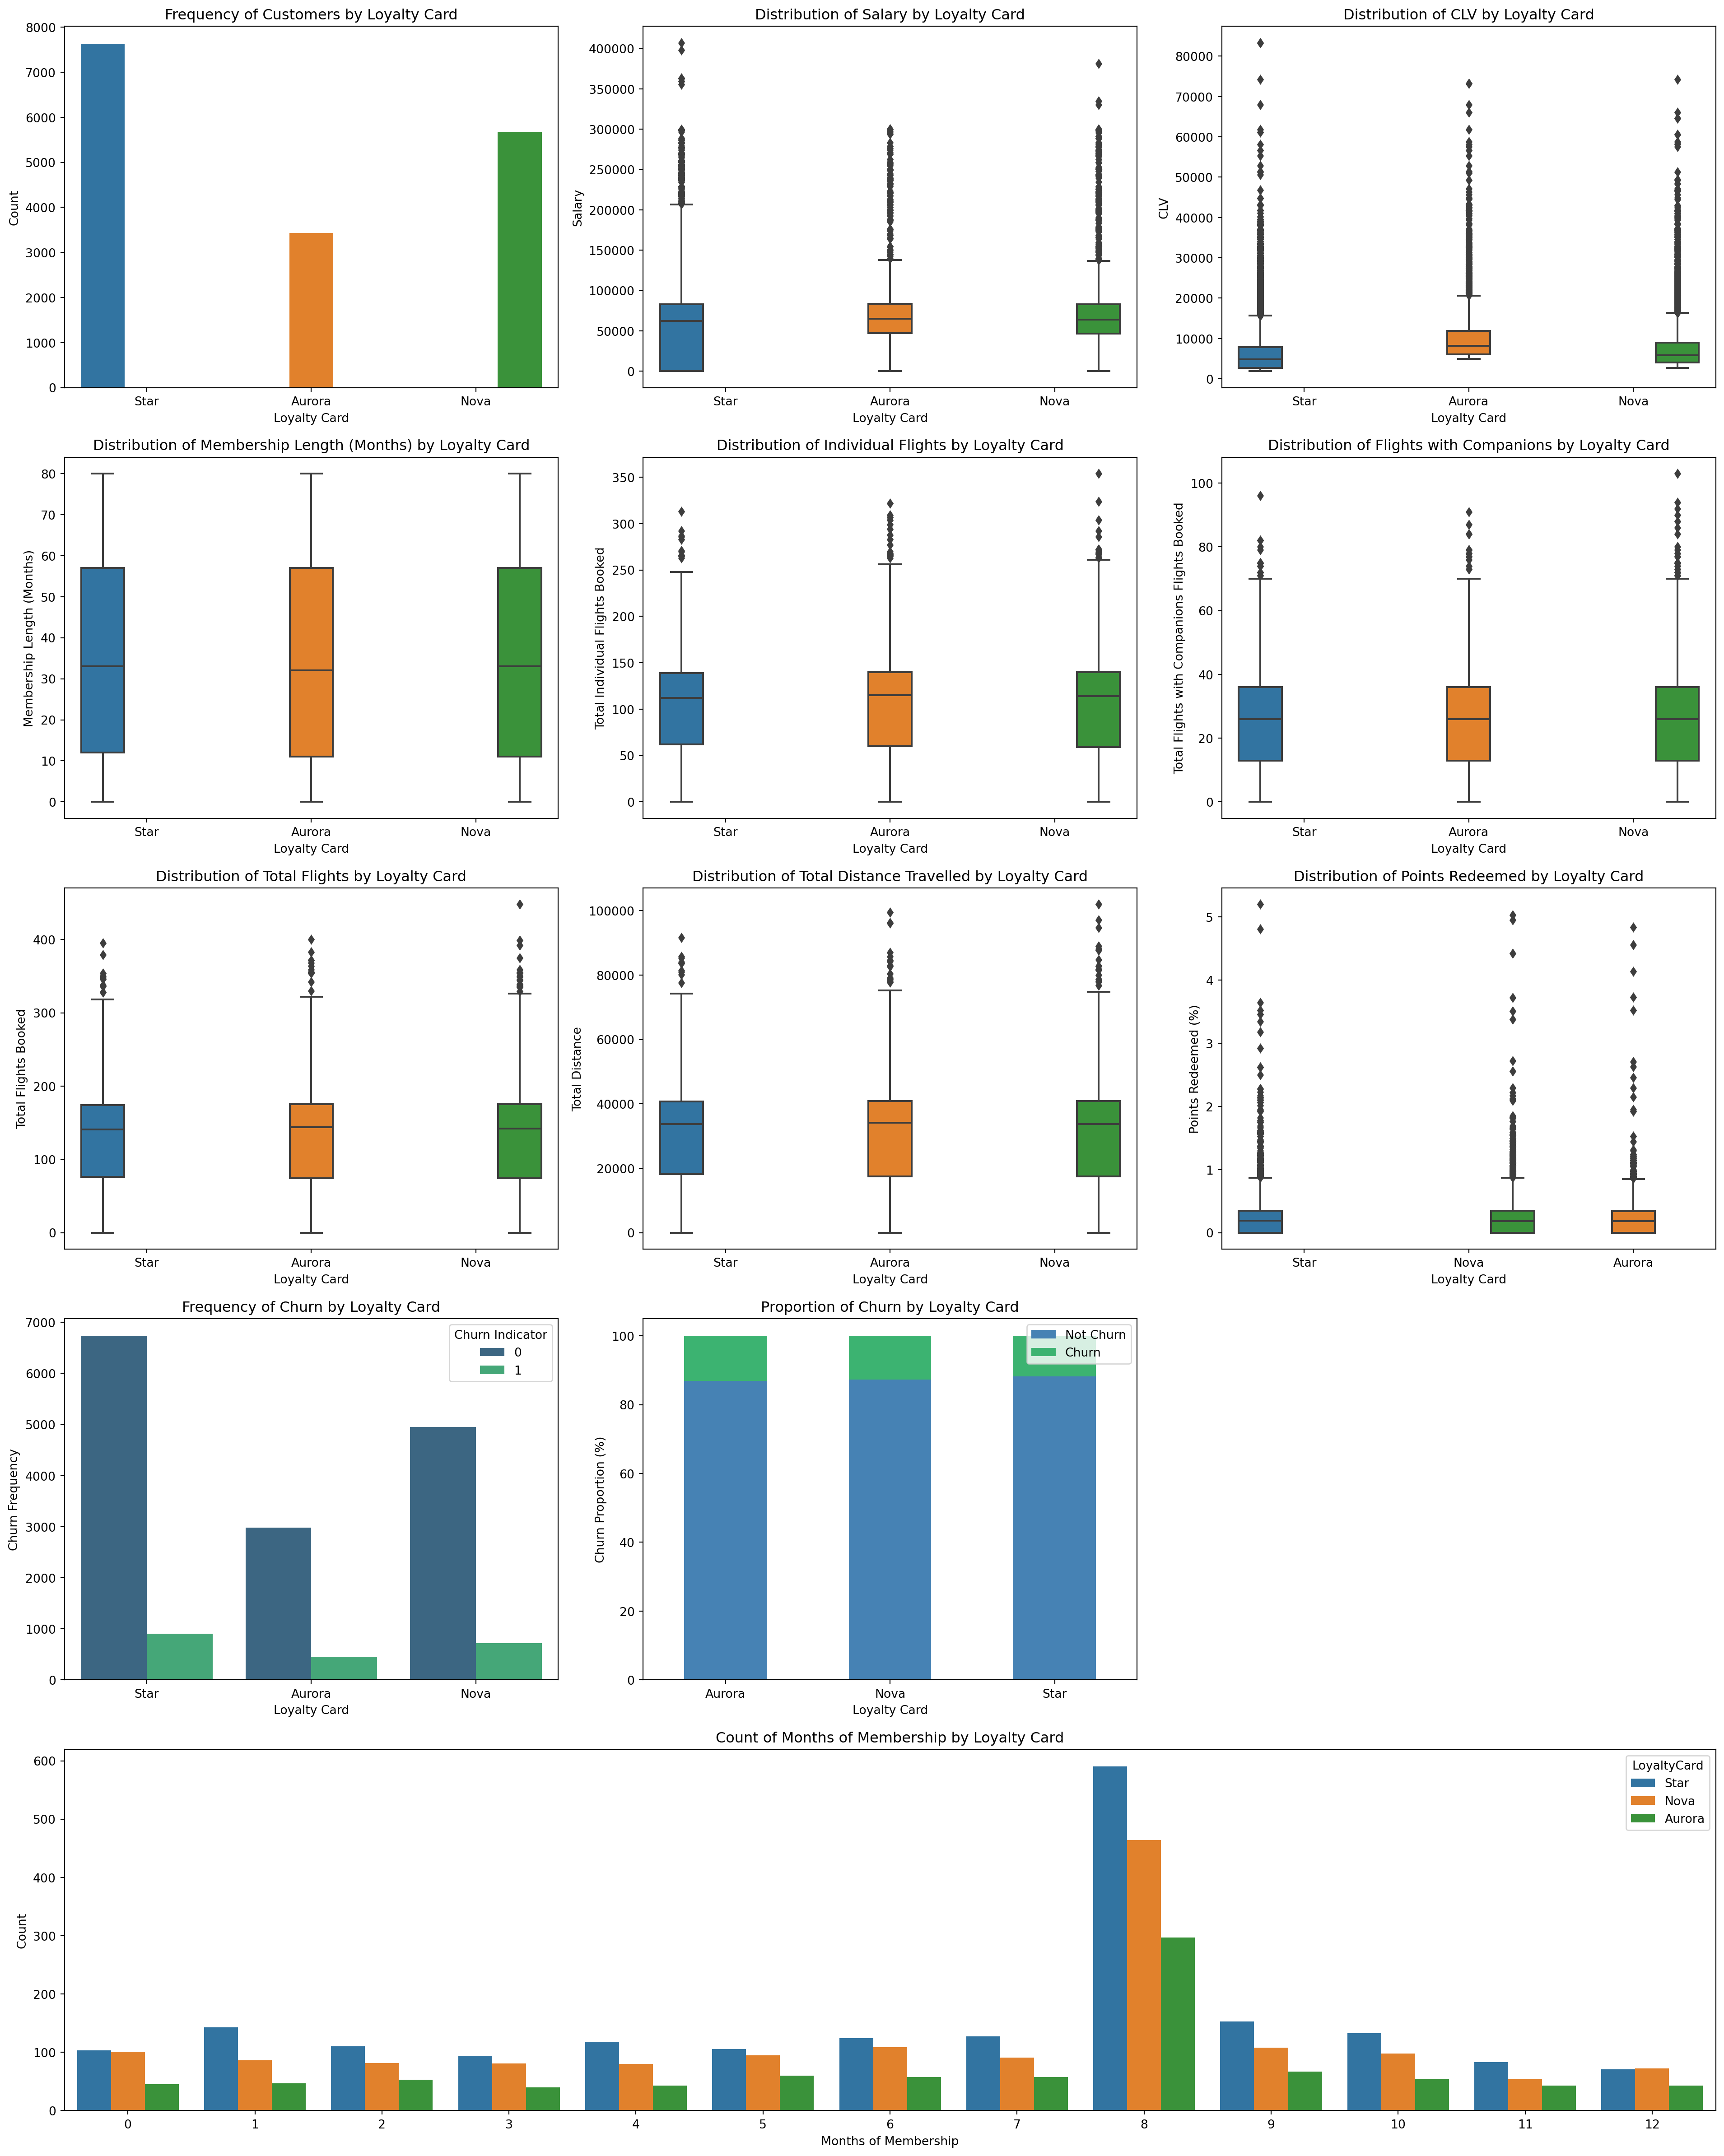 Frequency of Customers by Loyalty Card
8000
7000
6000
5000
4000
3000
2000
1000
0
Count
Star Aurora Nova
Loyalty Card
Distribution of Salary by Loyalty Card
400000
350000
300000
250000
200000
150000
100000
50000
0
Salary
Star Aurora Nova
Loyalty Card
Distribution of CLV by Loyalty Card
80000
70000
60000
50000
40000
30000
20000
10000
0
CLV
Star Aurora Nova
Loyalty Card
Distribution of Membership Length (Months) by Loyalty Card
80
70
60
50
40
30
20
10
0
Membership Length (Months)
Star Aurora Nova
Loyalty Card
Distribution of Individual Flights by Loyalty Card
350
300
250
200
150
100
50
0
Total Individual Flights Booked
Star Aurora Nova
Loyalty Card
Distribution of Flights with Companions by Loyalty Card
100
80
60
40
20
0
Total Flights with Companions Flights Booked
Star Aurora Nova
Loyalty Card
Distribution of Total Flights by Loyalty Card
400
300
200
100
0
Total Flights Booked
Star Aurora Nova
Loyalty Card
Distribution of Total Distance Travelled by Loyalty Card
100000
80000
60000
40000
20000
0
Total Distance
Star Aurora Nova
Loyalty Card
Distribution of Points Redeemed by Loyalty Card
5
4
3
2
1
0
Points Redeemed (%)
Star Nova Aurora
Loyalty Card
Frequency of Churn by Loyalty Card
7000
6000
5000
4000
3000
2000
1000
0
Churn Frequency
Churn Indicator
0
1
Star Aurora Nova
Loyalty Card
Proportion of Churn by Loyalty Card
100
80
60
40
20
0
Churn Proportion (%)
Not Churn
Churn
Aurora Nova Star
Loyalty Card
Count of Months of Membership by Loyalty Card
600
500
400
300
200
100
0
Count
LoyaltyCard
Star
Nova
Aurora
0 1 2 3 4 5 6 7 8 9 10 11 12
Months of Membership